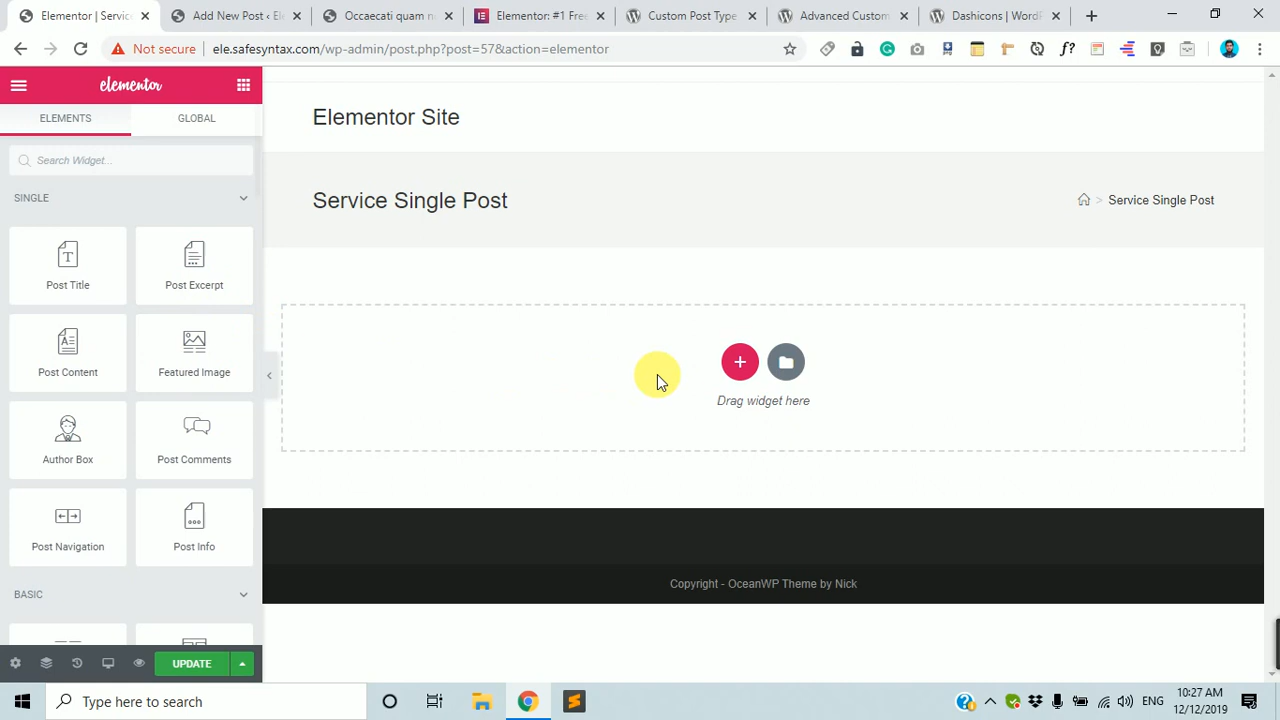 Elementor | Servic
Add New Post ‹ El
Occaecati quam n
Elementor: #1 Free
Custom Post Type
Advanced Custom
Dashicons | WordP
Not secure
ele.safesyntax.com/wp-admin/post.php?post=57&action=elementor
f?
elementor
ELEMENTS
GLOBAL
Search Widget...
SINGLE
Post Title
Post Excerpt
Post Content
Featured Image
Author Box
Post Comments
Post Navigation
Post Info
BASIC
UPDATE
Elementor Site
Service Single Post
> Service Single Post
Drag widget here
Copyright - OceanWP Theme by Nick
Type here to search
ENG
10:27 AM
12/12/2019